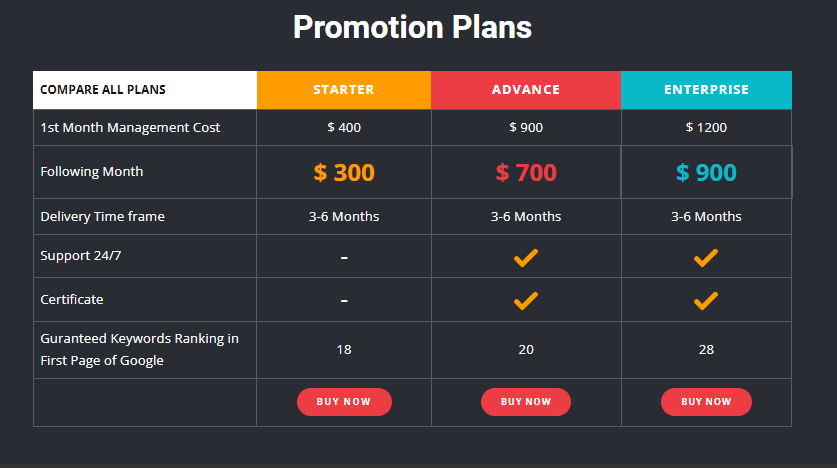 Promotion Plans
COMPARE ALL PLANS STARTER ADVANCE ENTERPRISE
1st Month Management Cost $ 400 $ 900 $ 1200
Following Month $ 300 $ 700 $ 900
Delivery Time frame 3-6 Months 3-6 Months 3-6 Months
Support 24/7 –
Certificate –
Guranteed Keywords Ranking in
First Page of Google 18 20 28
BUY NOW BUY NOW BUY NOW